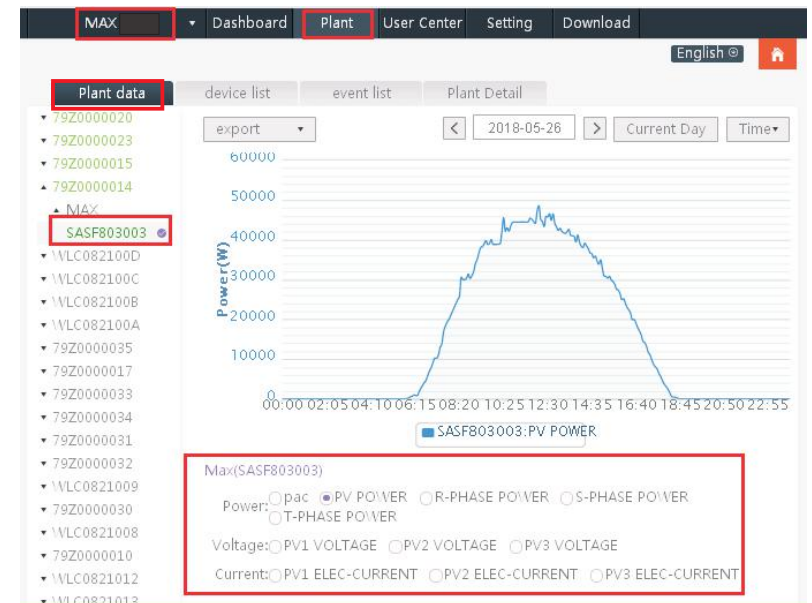 MAX Dashboard Plant User Center Setting Download
English
Plant data device list event list Plant Detail
79Z0000020
79Z0000023
79Z0000015
79Z0000014
MAX
SASF803003
WLC082100D
WLC082100C
WLC082100B
WLC082100A
79Z0000035
79Z0000017
79Z0000033
79Z0000034
79Z0000031
79Z0000032
WLC0821009
79Z0000030
WLC0821008
79Z0000010
WLC0821012
WLC0821013
export < 2018-05-26 > Current Day Time
60000
50000
40000
30000
20000
10000
0
Power(W)
00:00 02:05 04:10 06:15 08:20 10:25 12:30 14:35 16:40 18:45 20:50 22:55
SASF803003:PV POWER
Max(SASF803003)
Power: pac PV POWER R-PHASE POWER S-PHASE POWER
T-PHASE POWER
Voltage: PV1 VOLTAGE PV2 VOLTAGE PV3 VOLTAGE
Current: PV1 ELEC-CURRENT PV2 ELEC-CURRENT PV3 ELEC-CURRENT